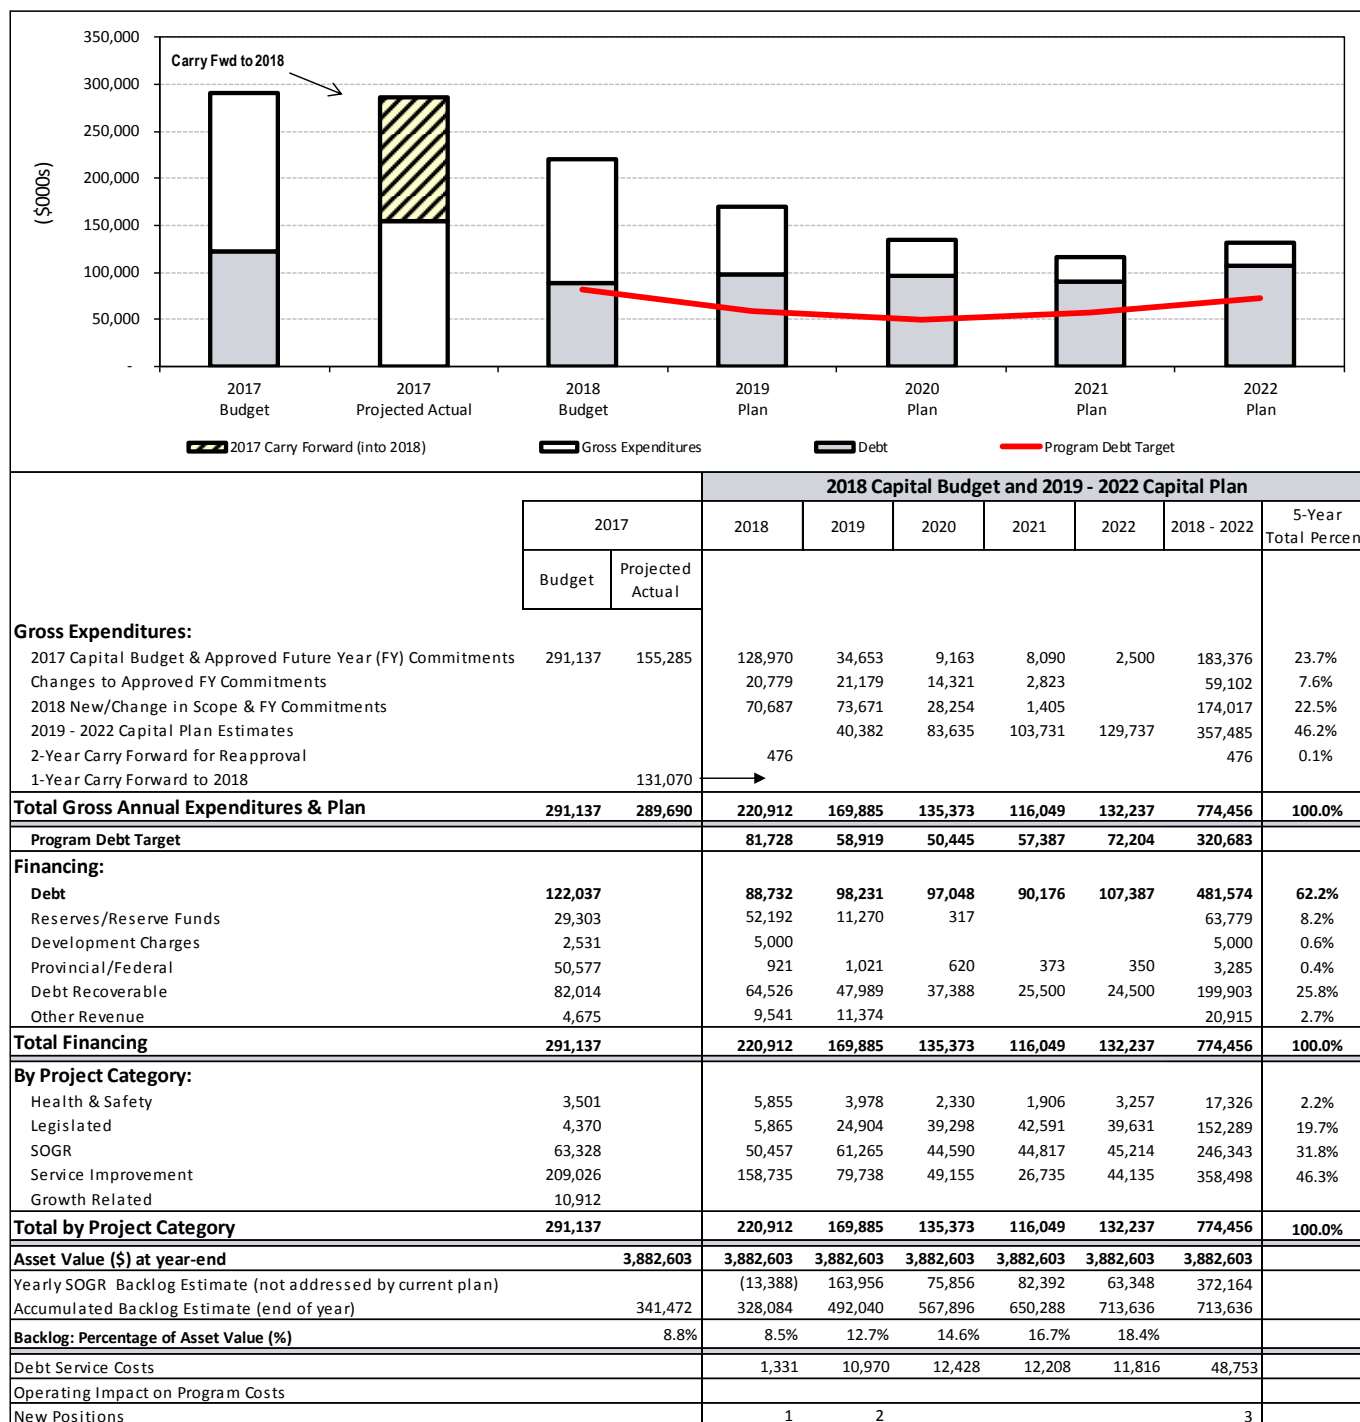 350,000
Carry Fwd to 2018
300,000
250,000
200,000
150,000
100,000
50,000
-
($000s)
2017 Budget
2017 Projected Actual
2018 Budget
2019 Plan
2020 Plan
2021 Plan
2022 Plan
2017 Carry Forward (into 2018) Gross Expenditures Debt Program Debt Target
2018 Capital Budget and 2019 - 2022 Capital Plan
2017 2018 2019 2020 2021 2022 2018 - 2022 5-Year Total Percen
Budget Projected Actual
Gross Expenditures:
2017 Capital Budget & Approved Future Year (FY) Commitments 291,137 155,285 128,970 34,653 9,163 8,090 2,500 183,376 23.7%
Changes to Approved FY Commitments 20,779 21,179 14,321 2,823 59,102 7.6%
2018 New/Change in Scope & FY Commitments 70,687 73,671 28,254 1,405 174,017 22.5%
2019 - 2022 Capital Plan Estimates 40,382 83,635 103,731 129,737 357,485 46.2%
2-Year Carry Forward for Reapproval 476 476 0.1%
1-Year Carry Forward to 2018 131,070
Total Gross Annual Expenditures & Plan 291,137 289,690 220,912 169,885 135,373 116,049 132,237 774,456 100.0%
Program Debt Target 81,728 58,919 50,445 57,387 72,204 320,683
Financing:
Debt 122,037 88,732 98,231 97,048 90,176 107,387 481,574 62.2%
Reserves/Reserve Funds 29,303 52,192 11,270 317 63,779 8.2%
Development Charges 2,531 5,000 5,000 0.6%
Provincial/Federal 50,577 921 1,021 620 373 350 3,285 0.4%
Debt Recoverable 82,014 64,526 47,989 37,388 25,500 24,500 199,903 25.8%
Other Revenue 4,675 9,541 11,374 20,915 2.7%
Total Financing 291,137 220,912 169,885 135,373 116,049 132,237 774,456 100.0%
By Project Category:
Health & Safety 3,501 5,855 3,978 2,330 1,906 3,257 17,326 2.2%
Legislated 4,370 5,865 24,904 39,298 42,591 39,631 152,289 19.7%
SOGR 63,328 50,457 61,265 44,590 44,817 45,214 246,343 31.8%
Service Improvement 209,026 158,735 79,738 49,155 26,735 44,135 358,498 46.3%
Growth Related 10,912
Total by Project Category 291,137 220,912 169,885 135,373 116,049 132,237 774,456 100.0%
Asset Value ($) at year-end 3,882,603 3,882,603 3,882,603 3,882,603 3,882,603 3,882,603 3,882,603
Yearly SOGR Backlog Estimate (not addressed by current plan) (13,388) 163,956 75,856 82,392 63,348 372,164
Accumulated Backlog Estimate (end of year) 341,472 328,084 492,040 567,896 650,288 713,636 713,636
Backlog: Percentage of Asset Value (%) 8.8% 8.5% 12.7% 14.6% 16.7% 18.4%
Debt Service Costs 1,331 10,970 12,428 12,208 11,816 48,753
Operating Impact on Program Costs
New Positions 1 2 3